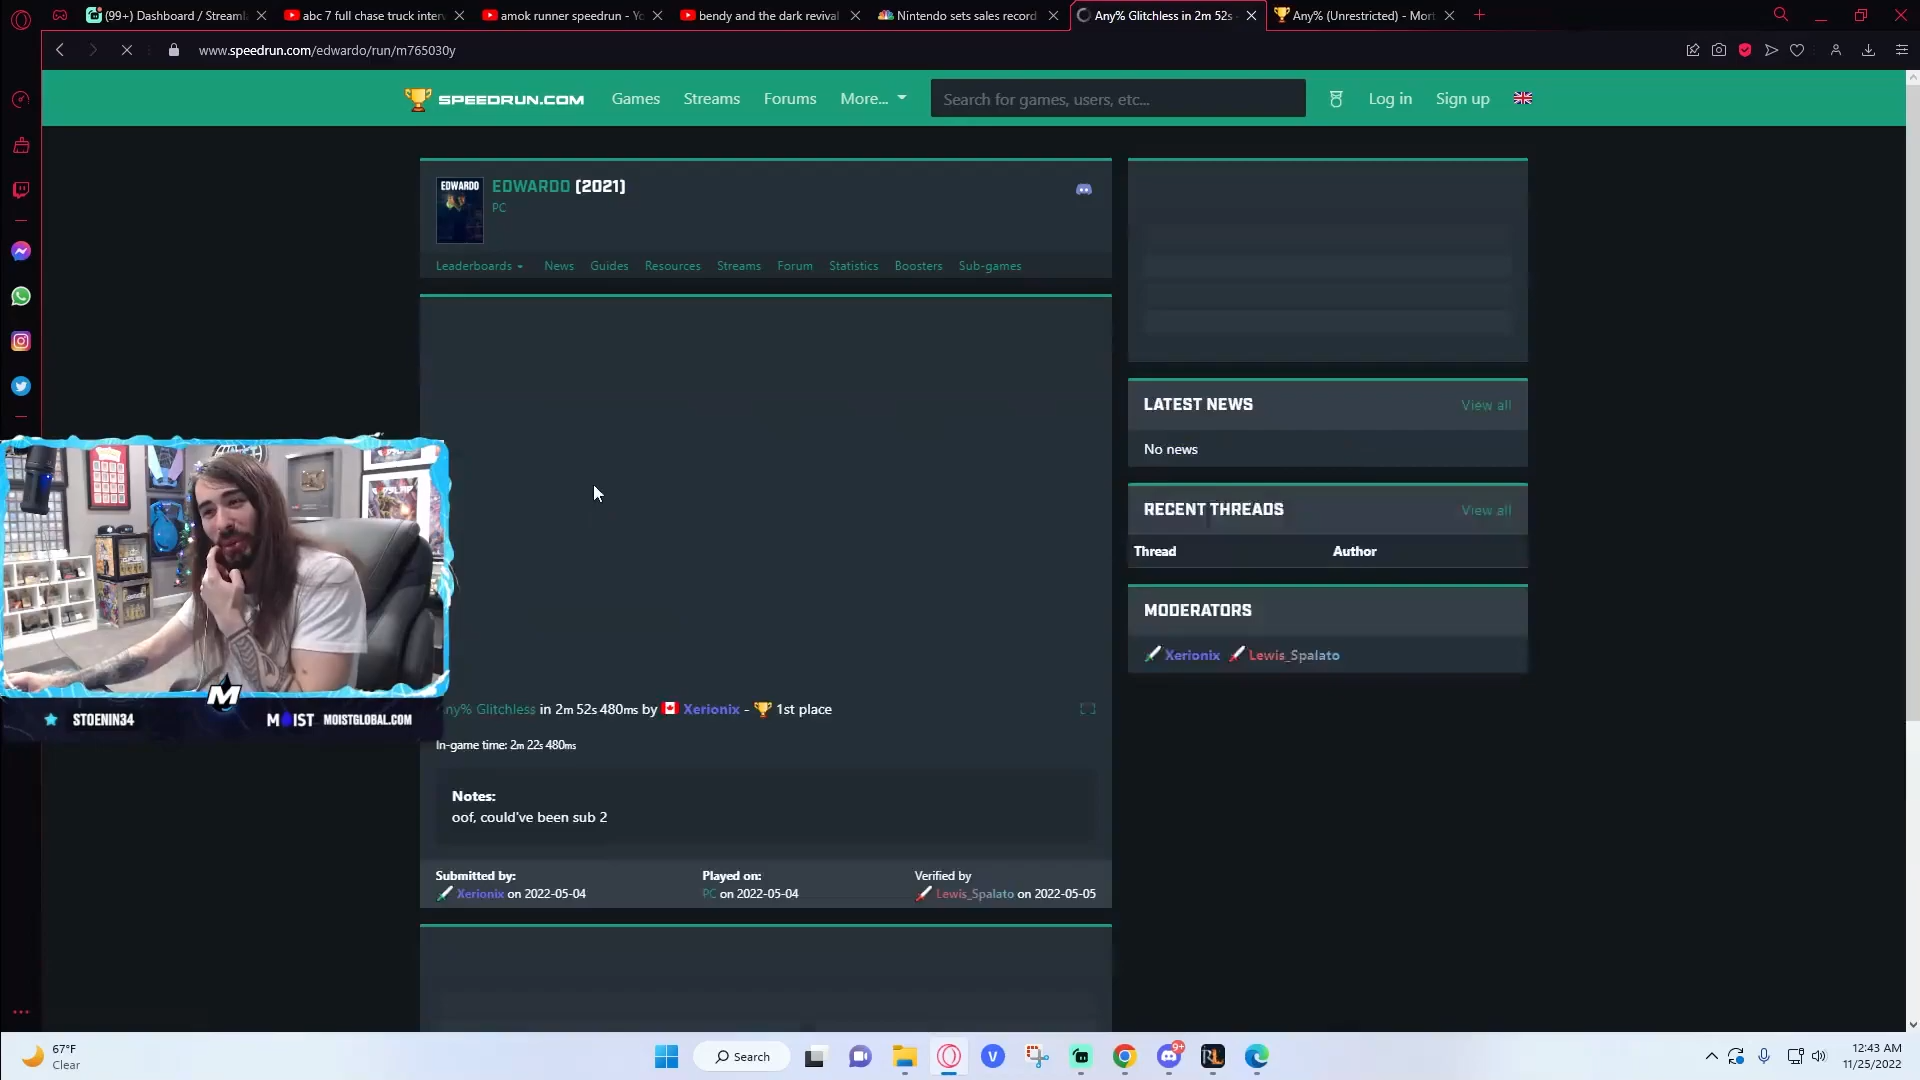 (99+) Dashboard / Streamla
abc 7 full chase truck inter
amok runner speedrun - Yo
bendy and the dark revival
Nintendo sets sales record
Any% Glitchless in 2m 52s
Any% (Unrestricted) - Mort
www.speedrun.com/edwardo/run/m765030y
SPEEDRUN.COM
Games
Streams
Forums
More...
Search for games, users, etc...
Log in
Sign up
EDWARDO
EDWARDO (2021)
PC
Leaderboards
News
Guides
Resources
Streams
Forum
Statistics
Boosters
Sub-games
LATEST NEWS
View all
No news
RECENT THREADS
View all
Thread
Author
MODERATORS
Xerionix
Lewis_Spalato
STOENIN34
MOIST
MOISTGLOBAL.COM
ny% Glitchless in 2m 52s 480ms by Xerionix - 1st place
In-game time: 2m 22s 480ms
Notes:
oof, could've been sub 2
Submitted by:
Xerionix on 2022-05-04
Played on:
PC on 2022-05-04
Verified by
Lewis_Spalato on 2022-05-05
67°F
Clear
Search
9+
12:43 AM
11/25/2022